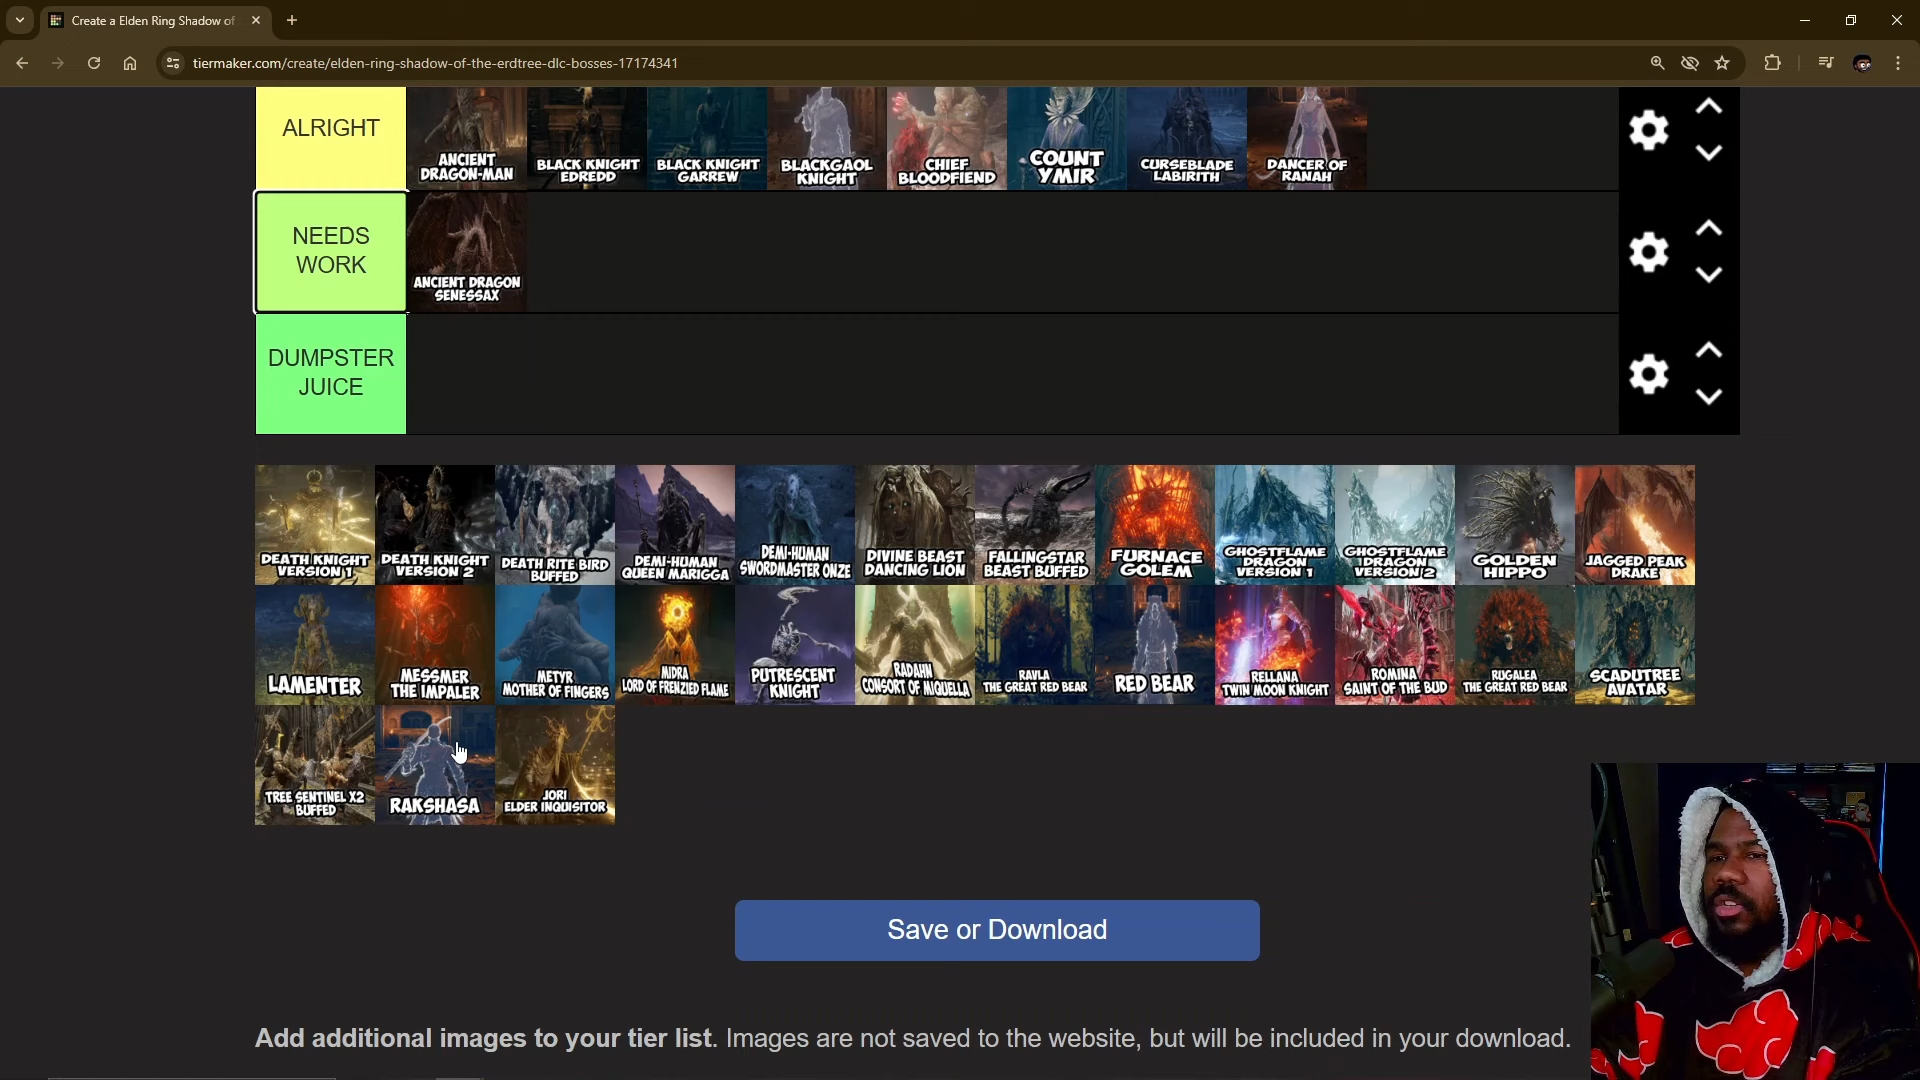 Create a Elden Ring Shadow of
tiermaker.com/create/elden-ring-shadow-of-the-erdtree-dlc-bosses-17174341
ALRIGHT
ANCIENT
DRAGON-MAN
BLACK KNIGHT
EDREDD
BLACK KNIGHT
GARREW
BLACKGAOL
KNIGHT
CHIEF
BLOODFIEND
COUNT
YMIR
CURSEBLADE
LABIRITH
DANCER OF
RANAH
NEEDS
WORK
ANCIENT DRAGON
SENESSAX
DUMPSTER
JUICE
DEATH KNIGHT
VERSION 1
DEATH KNIGHT
VERSION 2
DEATH RITE BIRD
BUFFED
DEMI-HUMAN
QUEEN MARIGGA
DEMI-HUMAN
SWORDMASTER ONZE
DIVINE BEAST
DANCING LION
FALLINGSTAR
BEAST BUFFED
FURNACE
GOLEM
GHOSTFLAME
DRAGON
VERSION 1
GHOSTFLAME
DRAGON
VERSION 2
GOLDEN
HIPPO
JAGGED PEAK
DRAKE
LAMENTER
MESSMER
THE IMPALER
METYR
MOTHER OF FINGERS
MIDRA
LORD OF FRENZIED FLAME
PUTRESCENT
KNIGHT
RADAHN
CONSORT OF MIQUELLA
RAVLA
THE GREAT RED BEAR
RED BEAR
RELLANA
TWIN MOON KNIGHT
ROMINA
SAINT OF THE BUD
RUGALEA
THE GREAT RED BEAR
SCADUTREE
AVATAR
TREE SENTINEL X2
BUFFED
RAKSHASA
JORI
ELDER INQUISITOR
Save or Download
Add additional images to your tier list. Images are not saved to the website, but will be included in your download.